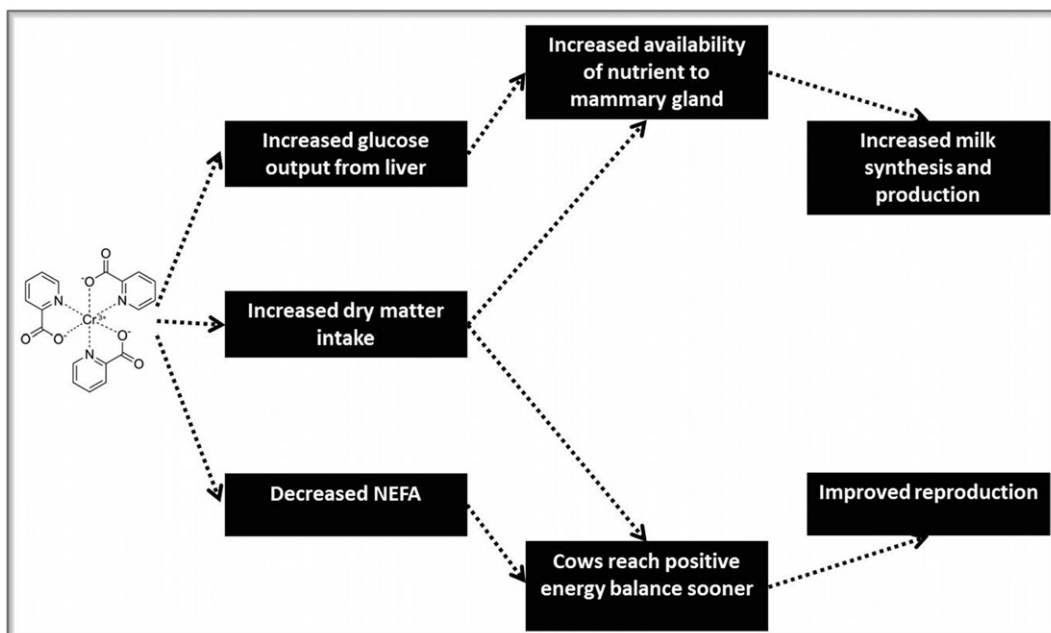 Increased availability
of nutrient to
mammary gland
Increased glucose
output from liver
Increased milk
synthesis and
production
O
-O
N
N
Cr3+
O
O-
O-
N
O
Increased dry matter
intake
Decreased NEFA
Improved reproduction
Cows reach positive
energy balance sooner